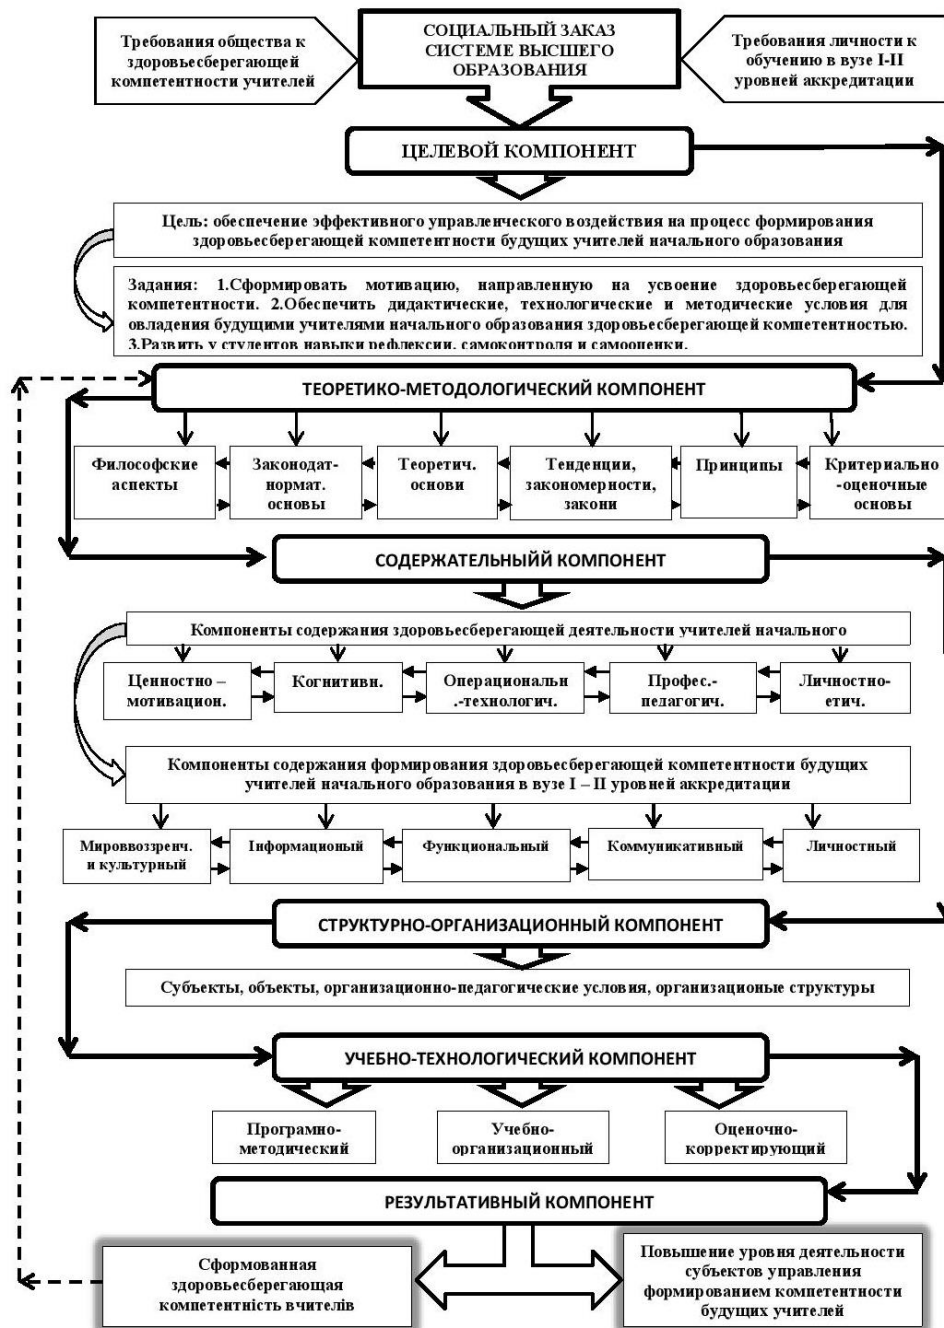 Требования общества к
здоровьесберегающей
компетентности учителей
СОЦИАЛЬНЫЙ ЗАКАЗ
СИСТЕМЕ ВЫСШЕГО
ОБРАЗОВАНИЯ
Требования личности к
обучению в вузе I-II
уровней аккредитации
ЦЕЛЕВОЙ КОМПОНЕНТ
Цель: обеспечение эффективного управленческого воздействия на процесс формирования
здоровьесберегающей компетентности будущих учителей начального образования
Задания: 1.Сформировать мотивацию, направленную на усвоение здоровьесберегающей
компетентности. 2.Обеспечить дидактические, технологические и методические условия для
овладения будущими учителями начального образования здоровьесберегающей компетентностью.
3.Развить у студентов навыки рефлексии, самоконтроля и самооценки.
ТЕОРЕТИКО-МЕТОДОЛОГИЧЕСКИЙ КОМПОНЕНТ
Философские
аспекты
Законодат-
нормат.
основы
Теоретич.
основи
Тенденции,
закономерности,
закони
Принципы
Критериально
-оценочные
основы
СОДЕРЖАТЕЛЬНЫЙЙ КОМПОНЕНТ
Компоненты содержания здоровьесберегающей деятельности учителей начального
Ценностно –
мотивацион.
Когнитивн.
Операциональн
.-технологич.
Профес.-
педагогич.
Личностно-
етич.
Компоненты содержания формирования здоровьесберегающей компетентности будущих
учителей начального образования в вузе I – II уровней аккредитации
Мироввоззренч.
и культурный
Інформационый
Функциональный
Коммуникативный
Личностный
СТРУКТУРНО-ОРГАНИЗАЦИОННЫЙ КОМПОНЕНТ
Субъекты, объекты, организационно-педагогические условия, организационые структуры
УЧЕБНО-ТЕХНОЛОГИЧЕСКИЙ КОМПОНЕНТ
Програмно-
методический
Учебно-
организационный
Оценочно-
корректирующий
РЕЗУЛЬТАТИВНЫЙ КОМПОНЕНТ
Сформованная
здоровьесберегающая
компетентність вчителів
Повышение уровня деятельности
субъектов управления
формированием компетентности
будущих учителей